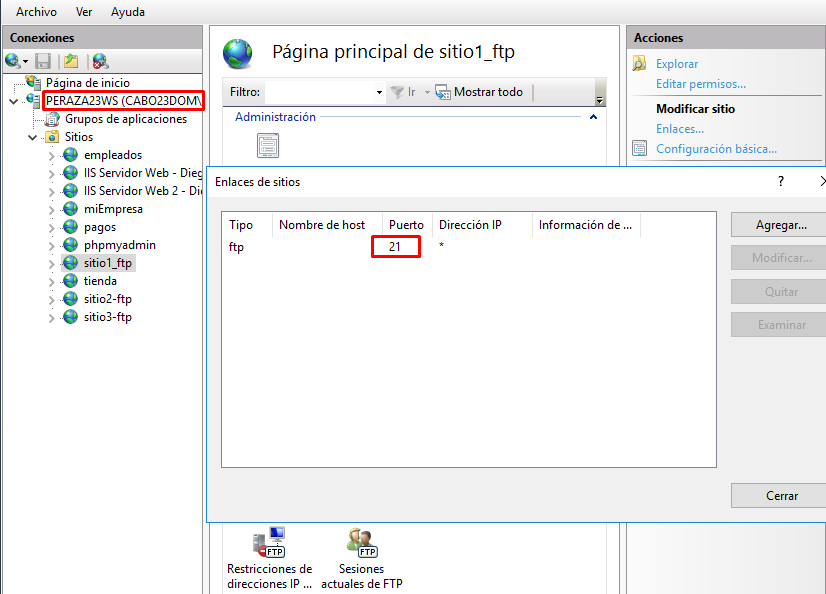 Archivo Ver Ayuda
Conexiones
Página de inicio
PERAZA23WS (CABO23DOM\
Grupos de aplicaciones
Sitios
empleados
IIS Servidor Web - Dieg
IIS Servidor Web 2 - Di
miEmpresa
pagos
phpmyadmin
sitio1_ftp
tienda
sitio2-ftp
sitio3-ftp
Página principal de sitio1_ftp
Filtro: Ir Mostrar todo
Administración
Acciones
Explorar
Editar permisos...
Modificar sitio
Enlaces...
Configuración básica...
Enlaces de sitios ?
Tipo Nombre de host Puerto Dirección IP Información de ...
ftp 21 *
Agregar...
Modificar...
Quitar
Examinar
Cerrar
FTP FTP
Restricciones de Sesiones
direcciones IP ... actuales de FTP